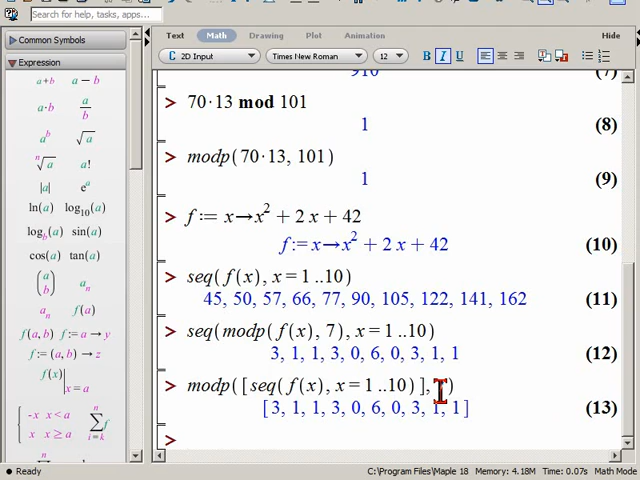 Search for help, tasks, apps...
Common Symbols
Text Math Drawing Plot Animation Hide
Expression
2D Input Times New Roman 12 B I U
a+b a − b
910 (7)
a·b a/b
> 70·13 mod 101
1 (8)
a^b √a
ⁿ√a a!
> modp(70·13, 101)
|a| e^a
1 (9)
ln(a) log₁₀(a)
> f := x→x² + 2 x + 42
log_b(a) sin(a)
f := x→x² + 2 x + 42 (10)
cos(a) tan(a)
> seq(f(x), x = 1 ..10)
(a b) a_n
45, 50, 57, 66, 77, 90, 105, 122, 141, 162 (11)
a_n f(a)
f(a, b) f := a → y
> seq(modp(f(x), 7), x = 1 ..10)
f := (a, b) → z
3, 1, 1, 3, 0, 6, 0, 3, 1, 1 (12)
f(x)|x = a
> modp([seq(f(x), x = 1 ..10)], )
[3, 1, 1, 3, 0, 6, 0, 3, 1, 1] (13)
-x x < a
x x ≥ a
n ∑ f i = k
>
Ready C:\Program Files\Maple 18 Memory: 4.18M Time: 0.07s Math Mode